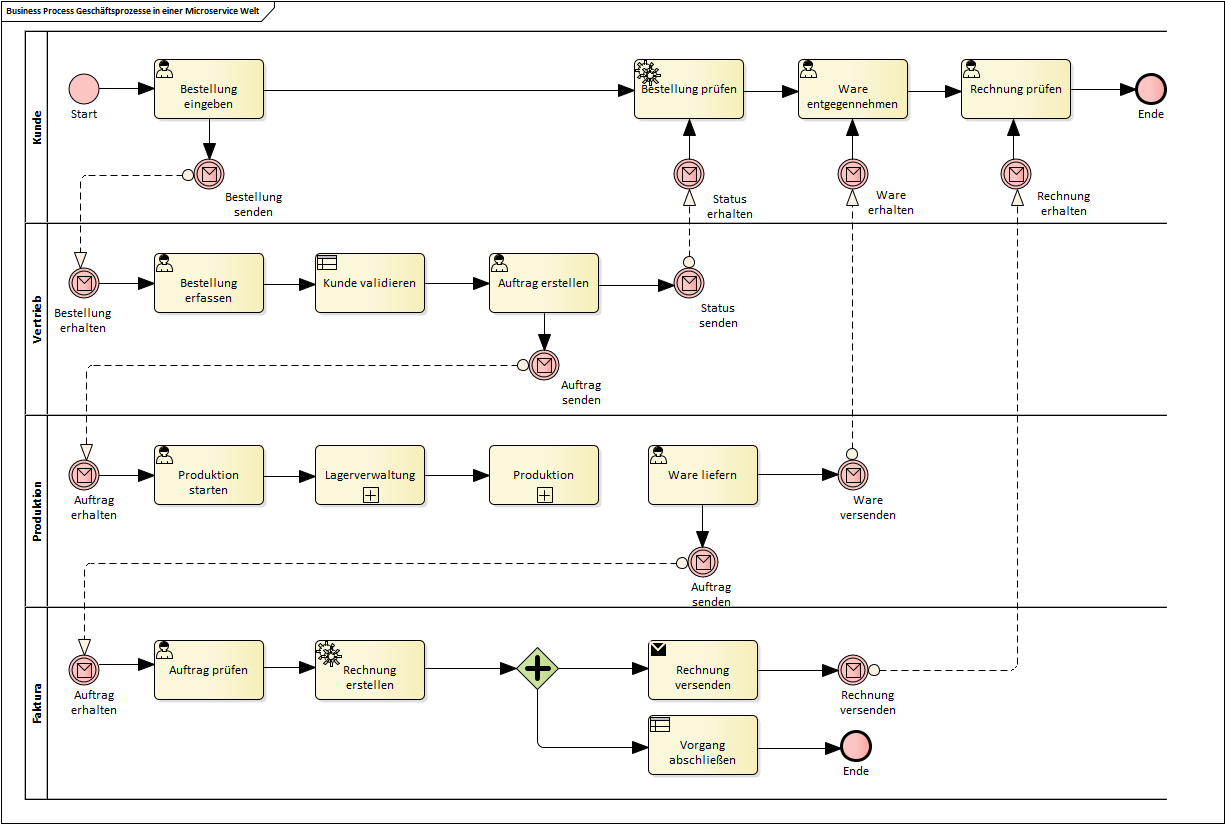 Business Process Geschäftsprozesse in einer Microservice Welt
Kunde
Start
Bestellung
eingeben
Bestellung prüfen
Ware
entgegennehmen
Rechnung prüfen
Ende
Bestellung
senden
Status
erhalten
Ware
erhalten
Rechnung
erhalten
Vertrieb
Bestellung
erhalten
Bestellung
erfassen
Kunde validieren
Auftrag erstellen
Status
senden
Auftrag
senden
Produktion
Auftrag
erhalten
Produktion
starten
Lagerverwaltung
Produktion
Ware liefern
Ware
versenden
Auftrag
senden
Faktura
Auftrag
erhalten
Auftrag prüfen
Rechnung
erstellen
Rechnung
versenden
Rechnung
versenden
Vorgang
abschließen
Ende